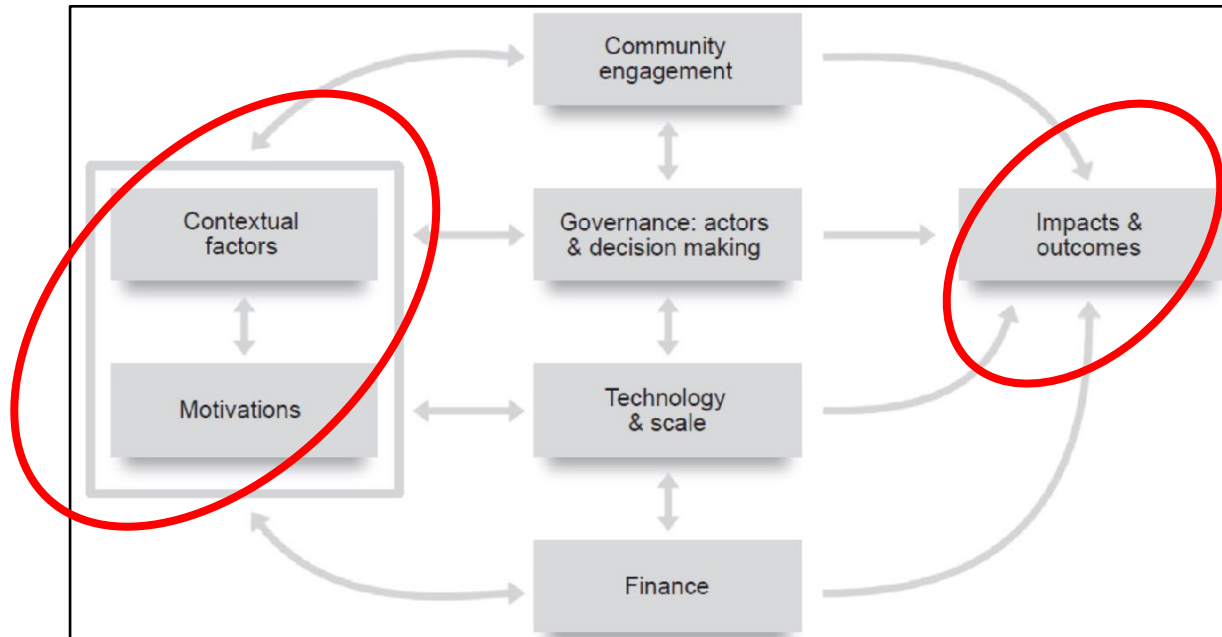 Community
engagement
Contextual
factors
Governance: actors
& decision making
Impacts &
outcomes
Motivations
Technology
& scale
Finance